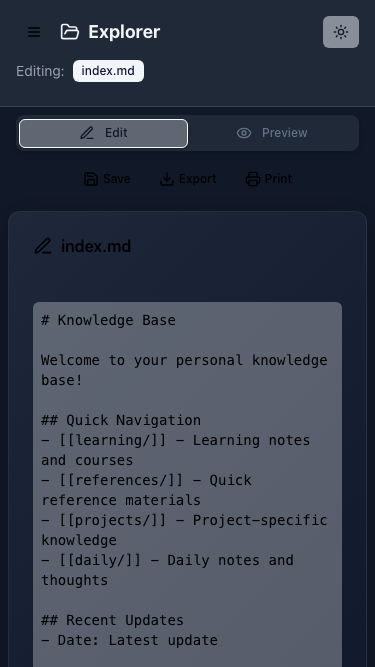 Explorer
Editing: index.md
Edit Preview
Save Export Print
index.md
# Knowledge Base
Welcome to your personal knowledge
base!
## Quick Navigation
- [[learning/]] - Learning notes
and courses
- [[references/]] - Quick
reference materials
- [[projects/]] - Project-specific
knowledge
- [[daily/]] - Daily notes and
thoughts
## Recent Updates
- Date: Latest update